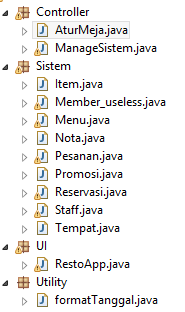 Controller
AturMeja.java
ManageSistem.java
Sistem
Item.java
Member_useless.java
Menu.java
Nota.java
Pesanan.java
Promosi.java
Reservasi.java
Staff.java
Tempat.java
UI
RestoApp.java
Utility
formatTanggal.java